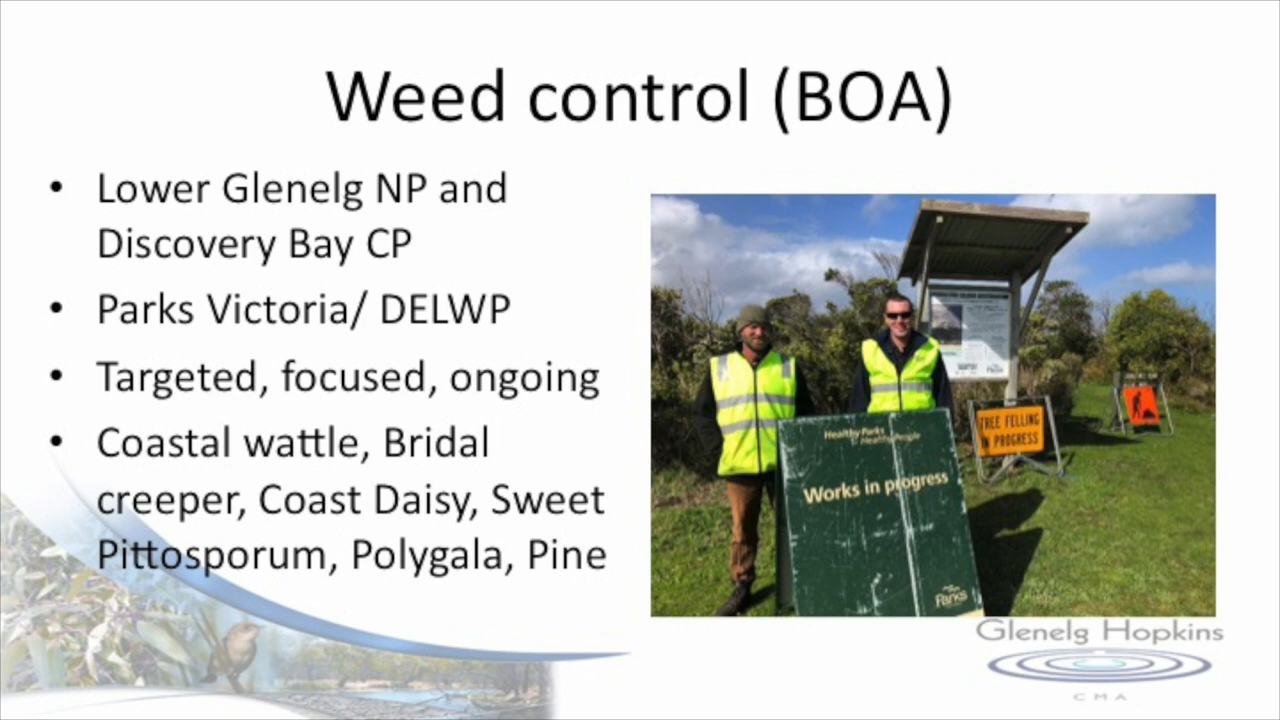 Weed control (BOA)
• Lower Glenelg NP and
Discovery Bay CP
• Parks Victoria/ DELWP
• Targeted, focused, ongoing
• Coastal wattle, Bridal
creeper, Coast Daisy, Sweet
Pittosporum, Polygala, Pine
Healthy Parks
Healthy People
Works in progress
Parks
TREE FELLING
IN PROGRESS
Glenelg Hopkins
CMA